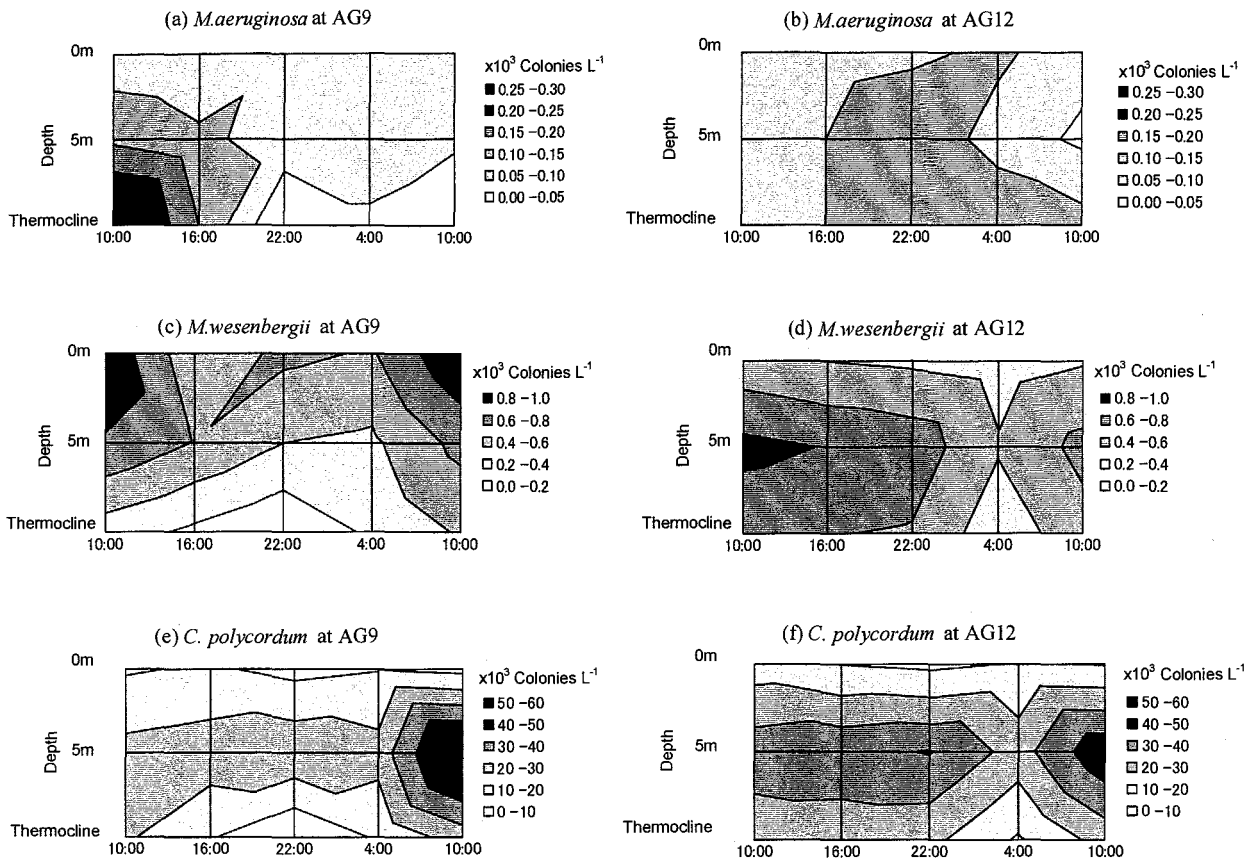 (a) M.aeruginosa at AG9
0m
Depth
5m
Thermocline
10:00 16:00 22:00 4:00 10:00
x10³ Colonies L⁻¹
0.25 –0.30
0.20 –0.25
0.15 –0.20
0.10 –0.15
0.05 –0.10
0.00 –0.05
(b) M.aeruginosa at AG12
0m
Depth
5m
Thermocline
10:00 16:00 22:00 4:00 10:00
x10³ Colonies L⁻¹
0.25 –0.30
0.20 –0.25
0.15 –0.20
0.10 –0.15
0.05 –0.10
0.00 –0.05
(c) M.wesenbergii at AG9
0m
Depth
5m
Thermocline
10:00 16:00 22:00 4:00 10:00
x10³ Colonies L⁻¹
0.8 –1.0
0.6 –0.8
0.4 –0.6
0.2 –0.4
0.0 –0.2
(d) M.wesenbergii at AG12
0m
Depth
5m
Thermocline
10:00 16:00 22:00 4:00 10:00
x10³ Colonies L⁻¹
0.8 –1.0
0.6 –0.8
0.4 –0.6
0.2 –0.4
0.0 –0.2
(e) C. polycordum at AG9
0m
Depth
5m
Thermocline
10:00 16:00 22:00 4:00 10:00
x10³ Colonies L⁻¹
50 –60
40 –50
30 –40
20 –30
10 –20
0 –10
(f) C. polycordum at AG12
0m
Depth
5m
Thermocline
10:00 16:00 22:00 4:00 10:00
x10³ Colonies L⁻¹
50 –60
40 –50
30 –40
20 –30
10 –20
0 –10